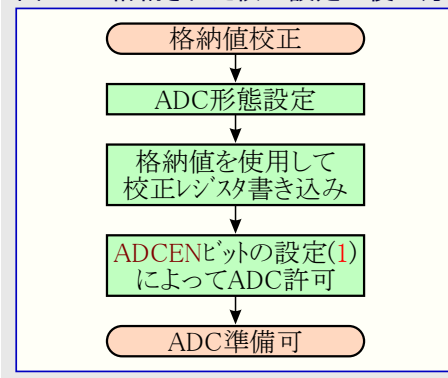 格納値校正
ADC形態設定
格納値を使用して
校正レジスタ書き込み
ADCENビットの設定(1)
によってADC許可
ADC準備可